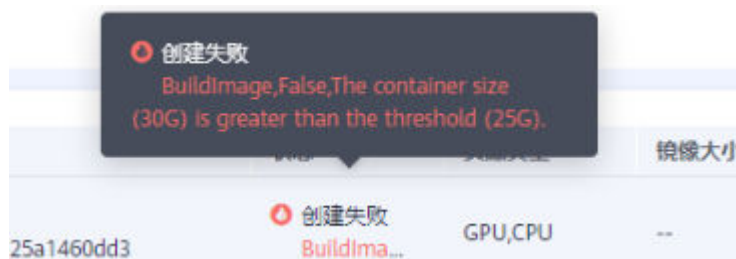 创建失败
BuildImage,False,The container size
(30G) is greater than the threshold (25G).
镜像大小
创建失败
GPU,CPU
--
25a1460dd3
BuildIma...